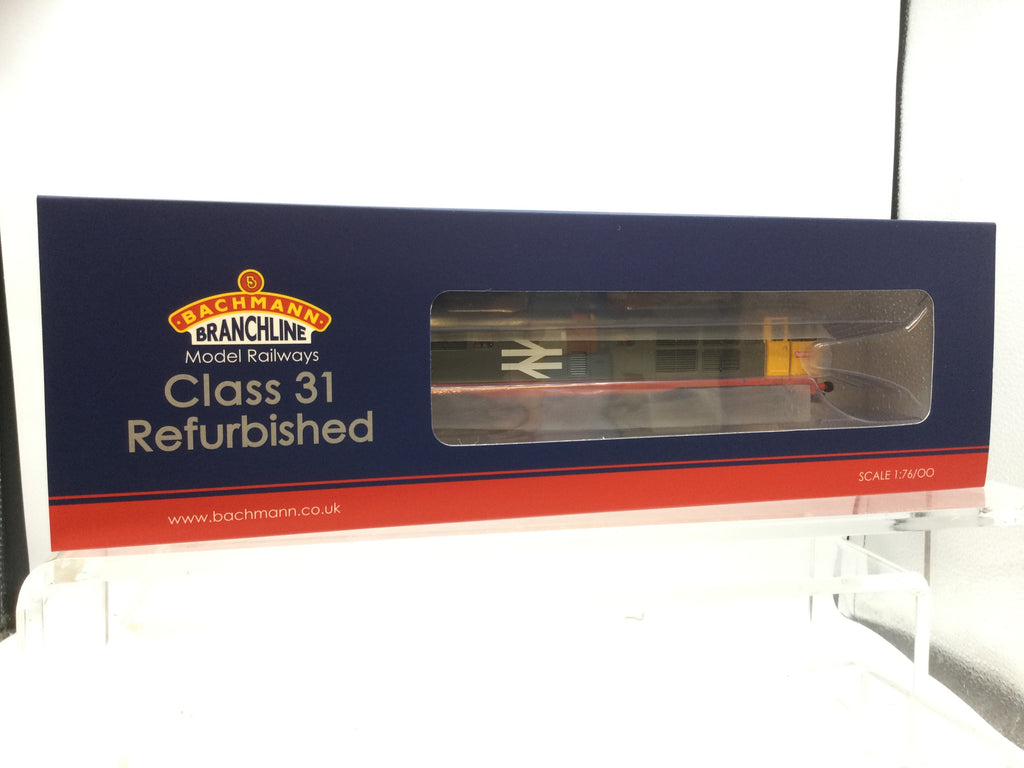 B
BACHMANN
BRANCHLINE
Model Railways
Class 31
Refurbished
SCALE 1:76/OO
www.bachmann.co.uk